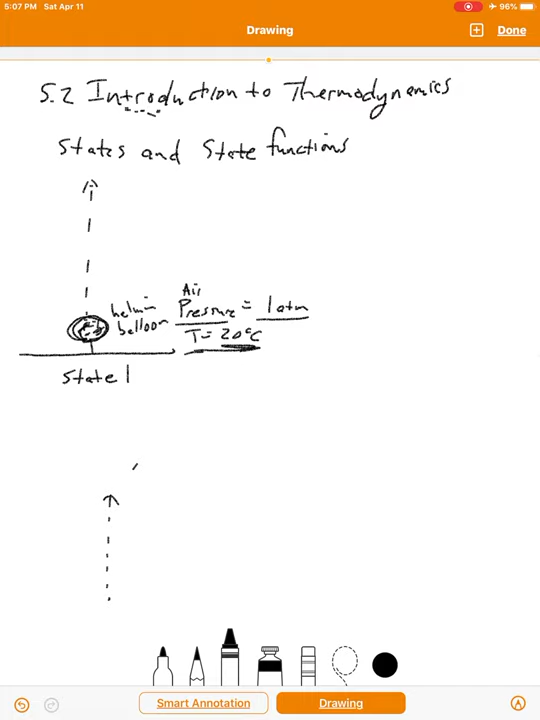 5:07 PM Sat Apr 11
96%
Drawing
Done
5.2 Introduction to Thermodynamics
States and State functions
helium balloon
Air Pressure = 1 atm
T = 20°C
State 1
Smart Annotation
Drawing